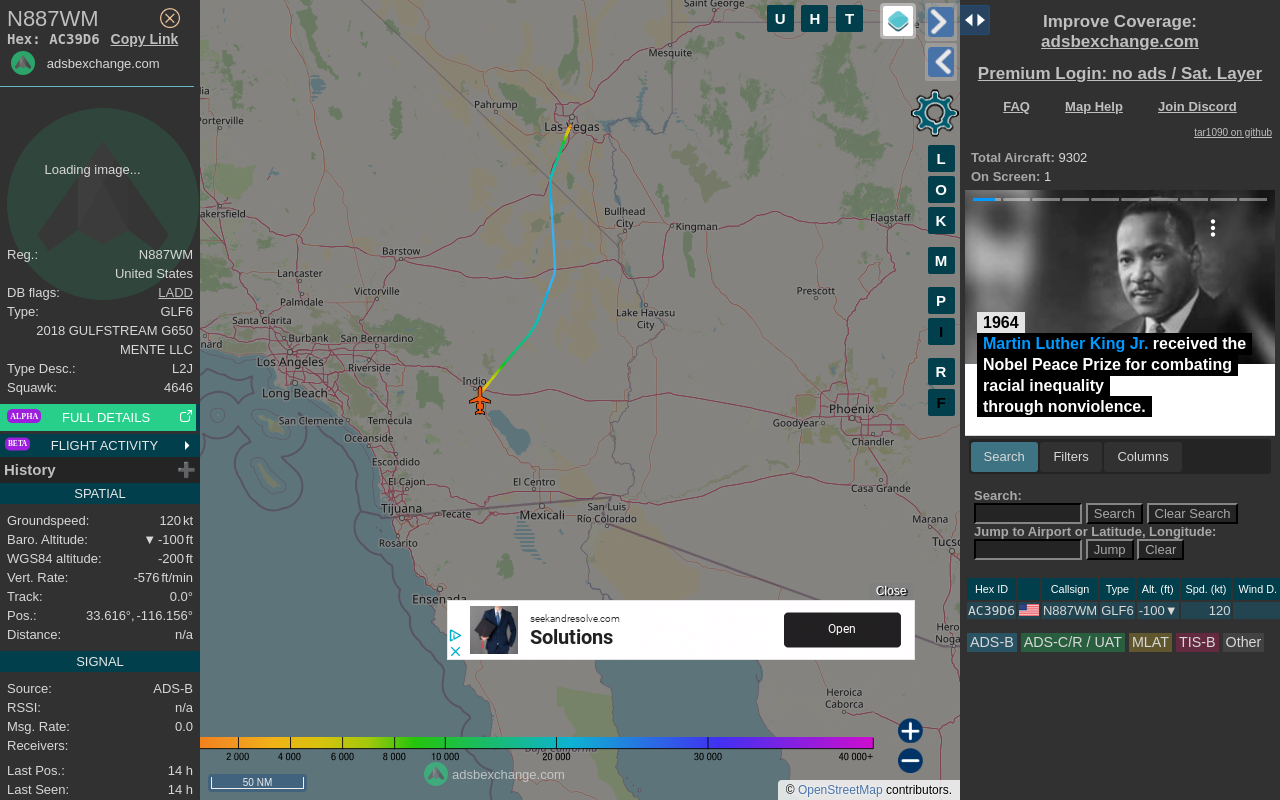 N887WM
Hex: AC39D6 Copy Link
adsbexchange.com
Loading image...
Reg.: N887WM
United States
DB flags: LADD
Type: GLF6
2018 GULFSTREAM G650
MENTE LLC
Type Desc.: L2J
Squawk: 4646
ALPHA FULL DETAILS
BETA FLIGHT ACTIVITY
History
SPATIAL
Groundspeed: 120 kt
Baro. Altitude: ▼ -100 ft
WGS84 altitude: -200 ft
Vert. Rate: -576 ft/min
Track: 0.0°
Pos.: 33.616°, -116.156°
Distance: n/a
SIGNAL
Source: ADS-B
RSSI: n/a
Msg. Rate: 0.0
Receivers:
Last Pos.: 14 h
Last Seen: 14 h
Saint George
U H T
Mesquite
Pahrump
Las Vegas
Porterville
Bullhead
City
Kingman
Flagstaff
akersfield
Barstow
Lancaster
Victorville
Palmdale
Prescott
Santa Clarita
Lake Havasu
City
nard
Burbank San Bernardino
Los Angeles
Riverside
Indio
Long Beach
San Clemente
Temecula
Phoenix
Goodyear
Oceanside
Chandler
Escondido
El Cajon
El Centro
Casa Grande
Tijuana
Tecate
Mexicali
San Luis
Río Colorado
Marana
Rosarito
Tucso
Ensenada
Hero
Noga
Heroica
Caborca
Baja California
L
O
K
M
P
I
R
F
Close
seekandresolve.com
Solutions
Open
2 000 4 000 6 000 8 000 10 000 20 000 30 000 40 000+
adsbexchange.com
50 NM
© OpenStreetMap contributors.
Improve Coverage:
adsbexchange.com
Premium Login: no ads / Sat. Layer
FAQ Map Help Join Discord
tar1090 on github
Total Aircraft: 9302
On Screen: 1
1964
Martin Luther King Jr. received the
Nobel Peace Prize for combating
racial inequality
through nonviolence.
Search Filters Columns
Search:
Search Clear Search
Jump to Airport or Latitude, Longitude:
Jump Clear
Hex ID Callsign Type Alt. (ft) Spd. (kt) Wind D.
AC39D6 N887WM GLF6 -100▼ 120
ADS-B ADS-C/R / UAT MLAT TIS-B Other